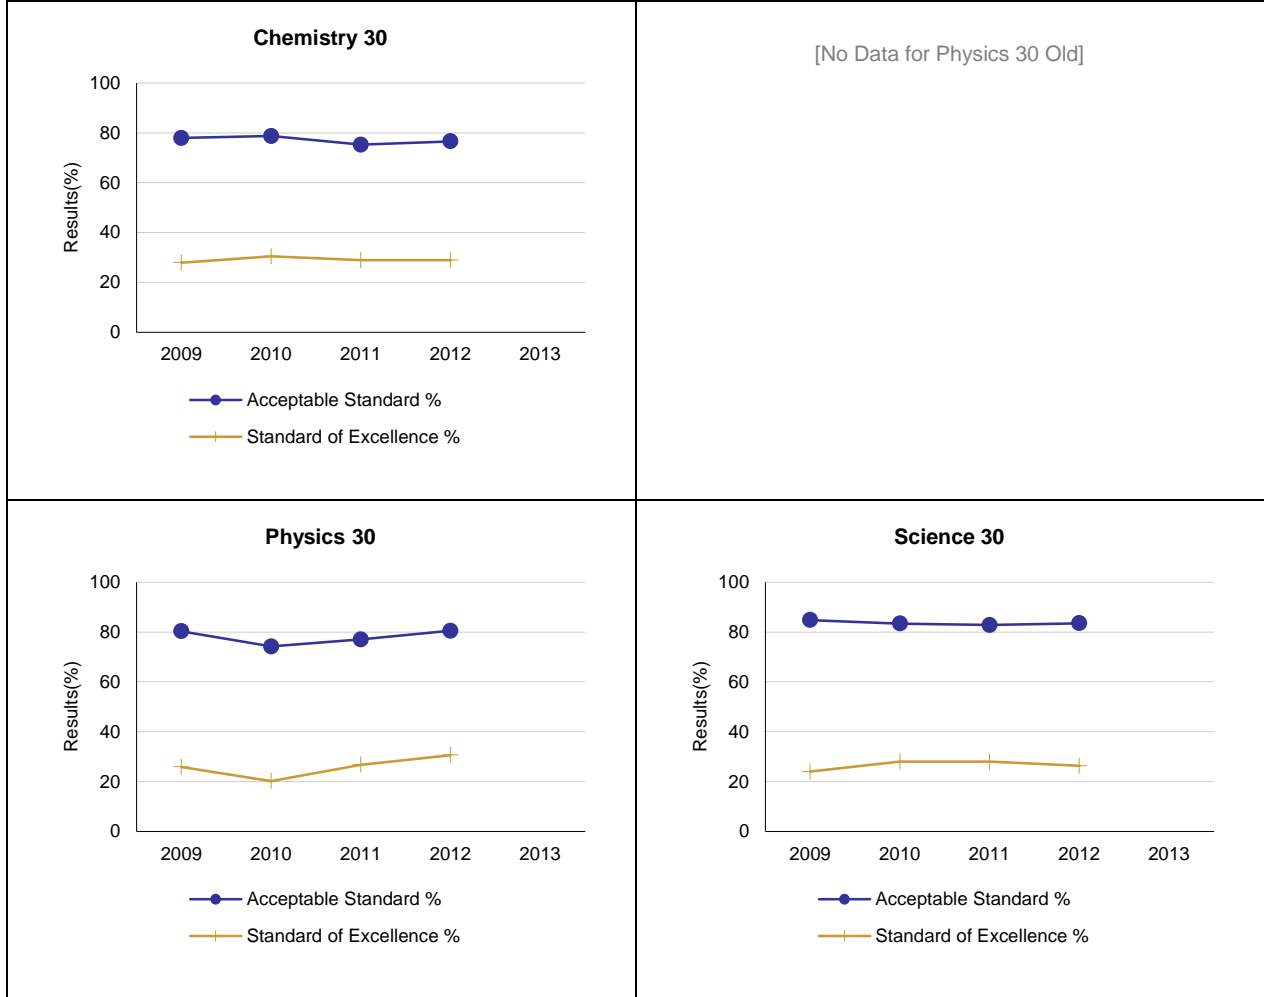 Chemistry 30
100
80
60
40
20
0
Results(%)
2009 2010 2011 2012 2013
Acceptable Standard %
Standard of Excellence %
[No Data for Physics 30 Old]
Physics 30
100
80
60
40
20
0
Results(%)
2009 2010 2011 2012 2013
Acceptable Standard %
Standard of Excellence %
Science 30
100
80
60
40
20
0
Results(%)
2009 2010 2011 2012 2013
Acceptable Standard %
Standard of Excellence %